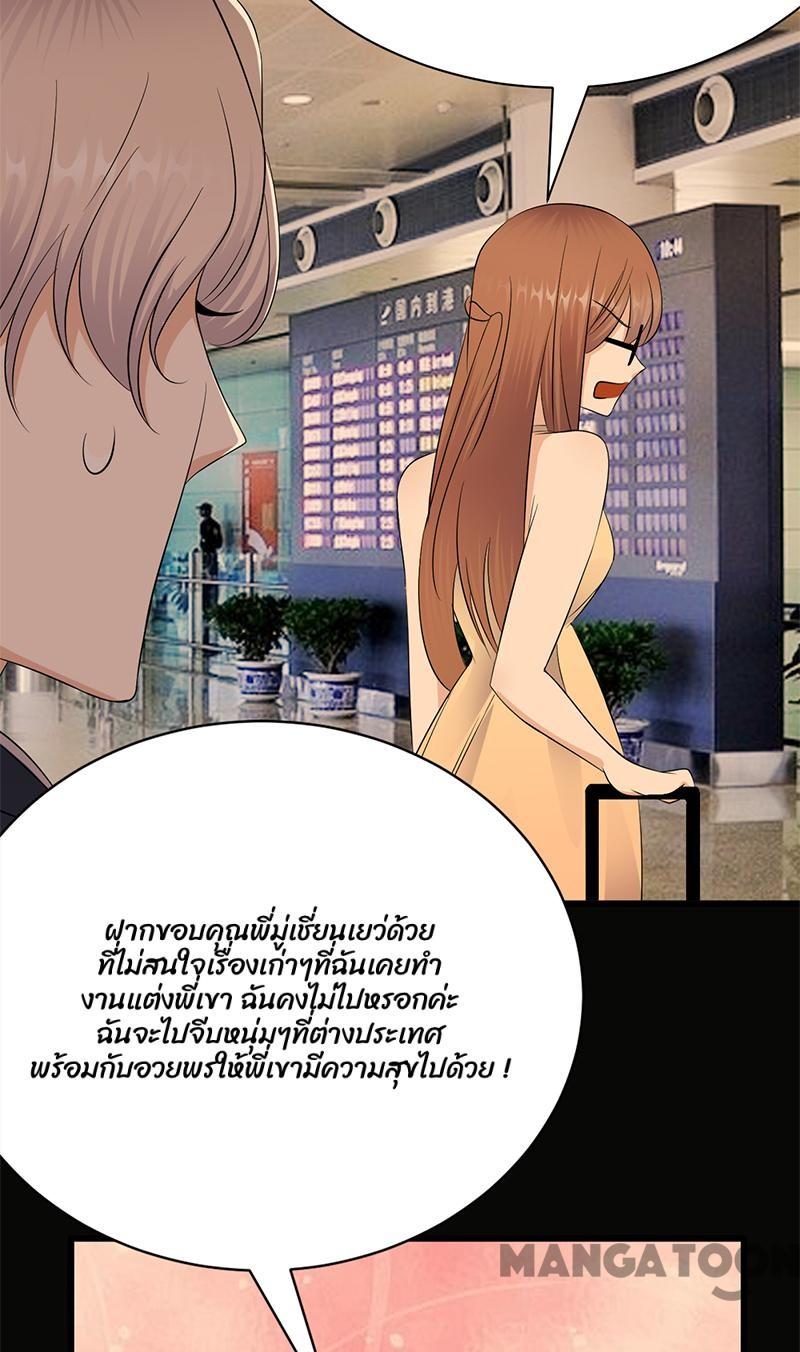 10:44
国内到港
ฝากขอบคุณพี่มู่เชี่ยนเยว่ด้วย
ที่ไม่สนใจเรื่องเก่าๆที่ฉันเคยทำ
งานแต่งพี่เขา ฉันคงไม่ไปหรอกค่ะ
ฉันจะไปจีบหนุ่มๆที่ต่างประเทศ
พร้อมกับอวยพรให้พี่เขามีความสุขไปด้วย !
MANGATOON